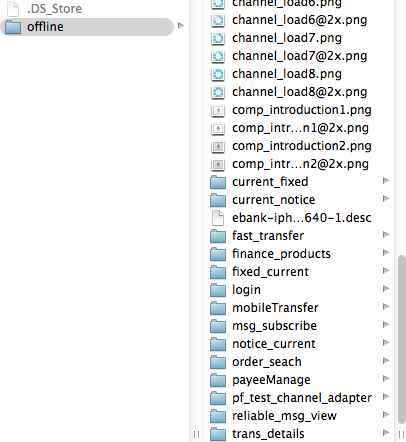 .DS_Store
offline
channel_load6.png
channel_load6@2x.png
channel_load7.png
channel_load7@2x.png
channel_load8.png
channel_load8@2x.png
comp_introduction1.png
comp_intr...n1@2x.png
comp_introduction2.png
comp_intr...n2@2x.png
current_fixed
current_notice
ebank-iph...640-1.desc
fast_transfer
finance_products
fixed_current
login
mobileTransfer
msg_subscribe
notice_current
order_seach
payeeManage
pf_test_channel_adapter
reliable_msg_view
trans_details